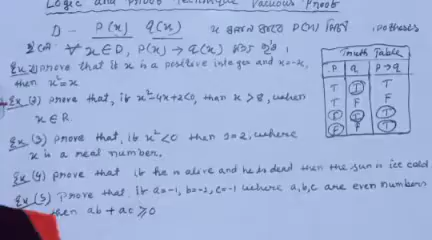 Logic and Proof Technique Vacuous Proof
D — P(x) q(x) x
∀ x ∈ D, P(x) → q(x)
Truth Table
P q P→q
T T T
T F F
F T T
F F T
Ex prove that if x is a positive integer and x=-x,
then x²=x
Ex (2) prove that, if x²-4x+2<0, then x > 8, when
x ∈ R.
Ex (3) prove that, if x²<0 then 3=2, where
x is a real number.
Ex (4) prove that if he is alive and he is dead then the sun is ice cold.
Ex (5) prove that if a=-1, b=-2, c=-1 where a,b,c are even numbers
then ab + ac ≥ 0